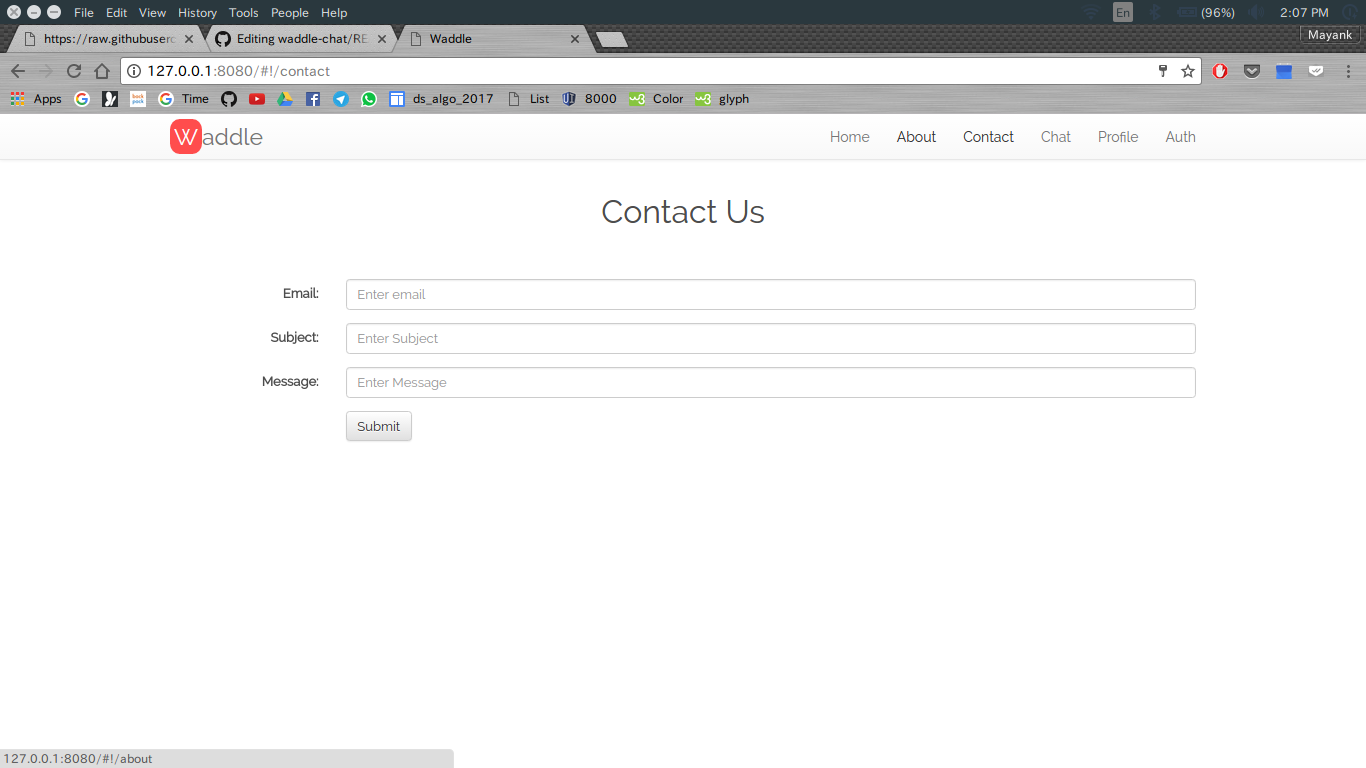 File Edit View History Tools People Help En (96%) 2:07 PM
https://raw.githubuserc Editing waddle-chat/RE Waddle Mayank
127.0.0.1:8080/#!/contact
Apps Time ds_algo_2017 List 8000 Color glyph
Waddle Home About Contact Chat Profile Auth
Contact Us
Email: Enter email
Subject: Enter Subject
Message: Enter Message
Submit
127.0.0.1:8080/#!/about